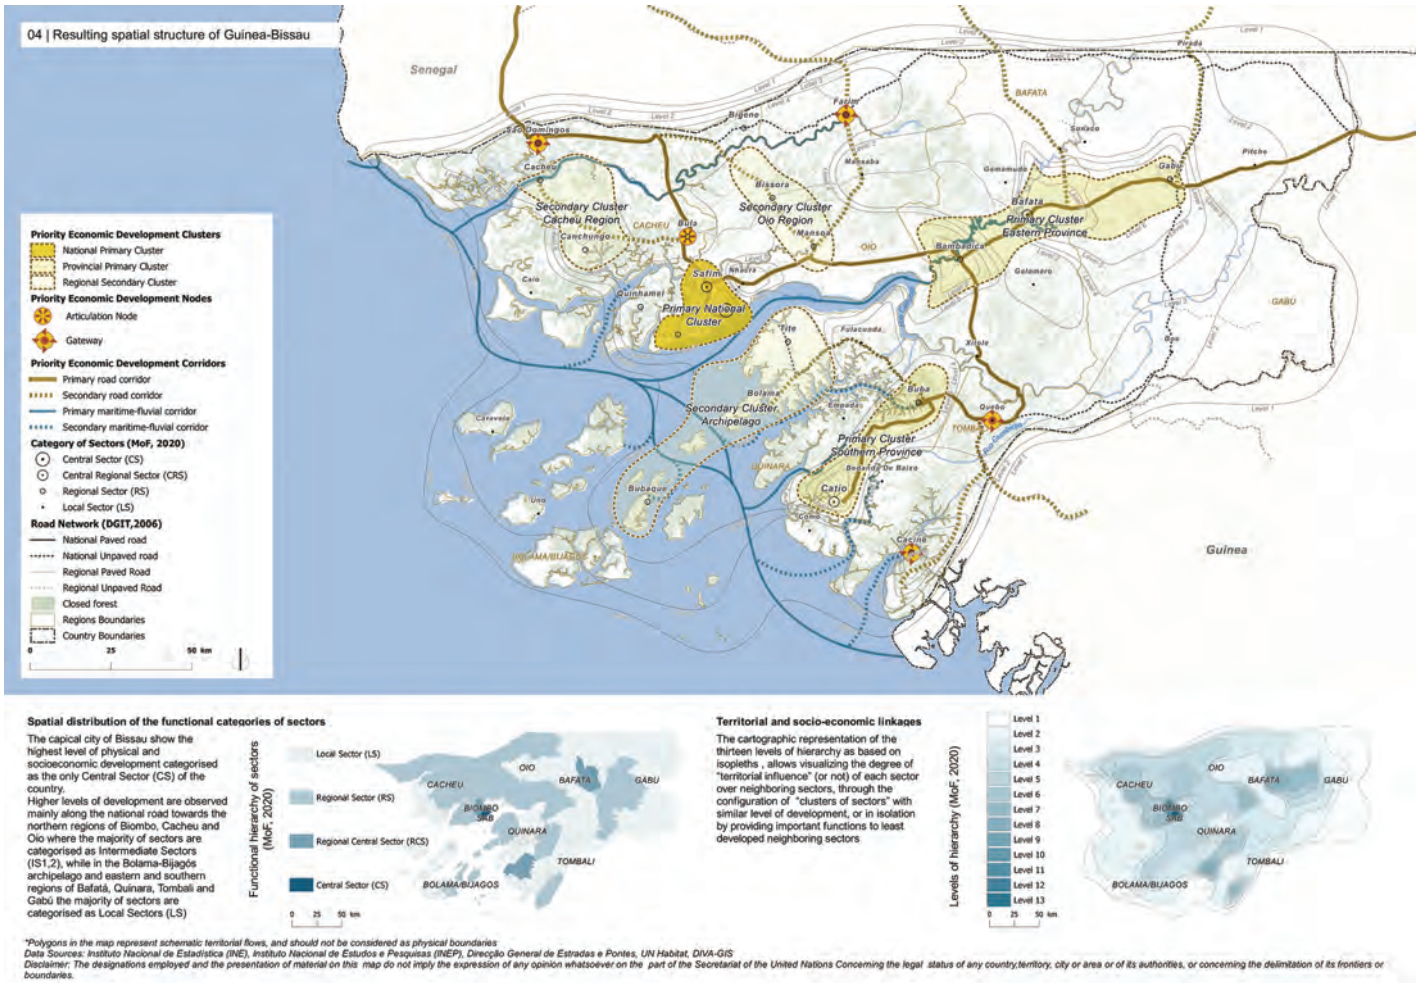 04 | Resulting spatial structure of Guinea-Bissau
Senegal
Level 1
Level 2
Pirada
Level 1
BAFATA
Farim
Bigene
São Domingos
Sonaco
Cacheu
Mansaba
Gamamudo
Gabu
Pitche
Bissora
Bafata
Secondary Cluster
Cacheu Region
Secondary Cluster
Oio Region
Primary Cluster
Eastern Province
CACHEU
Bula
Canchungo
Mansoa
OIO
Bambadica
Galomaro
Caio
Safim
Nhacra
Quinhamel
GABU
Primary National
Cluster
Tite
Fulacunda
Xitole
Boe
Buba
Bolama
Empada
Quebo
Secondary Cluster
Archipelago
TOMBALI
Caravela
Primary Cluster
Southern Province
QUINARA
Bedanda De Baixo
Bubaque
Catio
Uno
Como
BOLAMA/BIJAGOS
Cacine
Guinea
Priority Economic Development Clusters
National Primary Cluster
Provincial Primary Cluster
Regional Secondary Cluster
Priority Economic Development Nodes
Articulation Node
Gateway
Priority Economic Development Corridors
Primary road corridor
Secondary road corridor
Primary maritime-fluvial corridor
Secondary maritime-fluvial corridor
Category of Sectors (MoF, 2020)
Central Sector (CS)
Central Regional Sector (CRS)
Regional Sector (RS)
Local Sector (LS)
Road Network (DGIT,2006)
National Paved road
National Unpaved road
Regional Paved Road
Regional Unpaved Road
Closed forest
Regions Boundaries
Country Boundaries
0 25 50 km
Spatial distribution of the functional categories of sectors
The capical city of Bissau show the
highest level of physical and
socioeconomic development categorised
as the only Central Sector (CS) of the
country.
Higher levels of development are observed
mainly along the national road towards the
northern regions of Biombo, Cacheu and
Oio where the majority of sectors are
categorised as Intermediate Sectors
(IS1,2), while in the Bolama-Bijagós
archipelago and eastern and southern
regions of Bafatá, Quinara, Tombali and
Gabú the majority of sectors are
categorised as Local Sectors (LS)
Functional hierarchy of sectors
(MoF, 2020)
Local Sector (LS)
Regional Sector (RS)
Regional Central Sector (RCS)
Central Sector (CS)
0 25 50 km
OIO
CACHEU
BAFATA
GABU
BIOMBO
SAB
QUINARA
TOMBALI
BOLAMA/BIJAGOS
Territorial and socio-economic linkages
The cartographic representation of the
thirteen levels of hierarchy as based on
isopleths , allows visualizing the degree of
"territorial influence" (or not) of each sector
over neighboring sectors, through the
configuration of "clusters of sectors" with
similar level of development, or in isolation
by providing important functions to least
developed neighboring sectors
Levels of hierarchy (MoF, 2020)
Level 1
Level 2
Level 3
Level 4
Level 5
Level 6
Level 7
Level 8
Level 9
Level 10
Level 11
Level 12
Level 13
0 25 50 km
OIO
CACHEU
BAFATA
GABU
BIOMBO
SAB
QUINARA
TOMBALI
BOLAMA/BIJAGOS
*Polygons in the map represent schematic territorial flows, and should not be considered as physical boundaries
Data Sources: Instituto Nacional de Estadística (INE), Instituto Nacional de Estudos e Pesquisas (INEP), Direcção General de Estradas e Pontes, UN Habitat, DIVA-GIS
Disclaimer: The designations employed and the presentation of material on this map do not imply the expression of any opinion whatsoever on the part of the Secretariat of the United Nations Concerning the legal status of any country,territory, city or area or of its authorities, or concerning the delimitation of its frontiers or
boundaries.